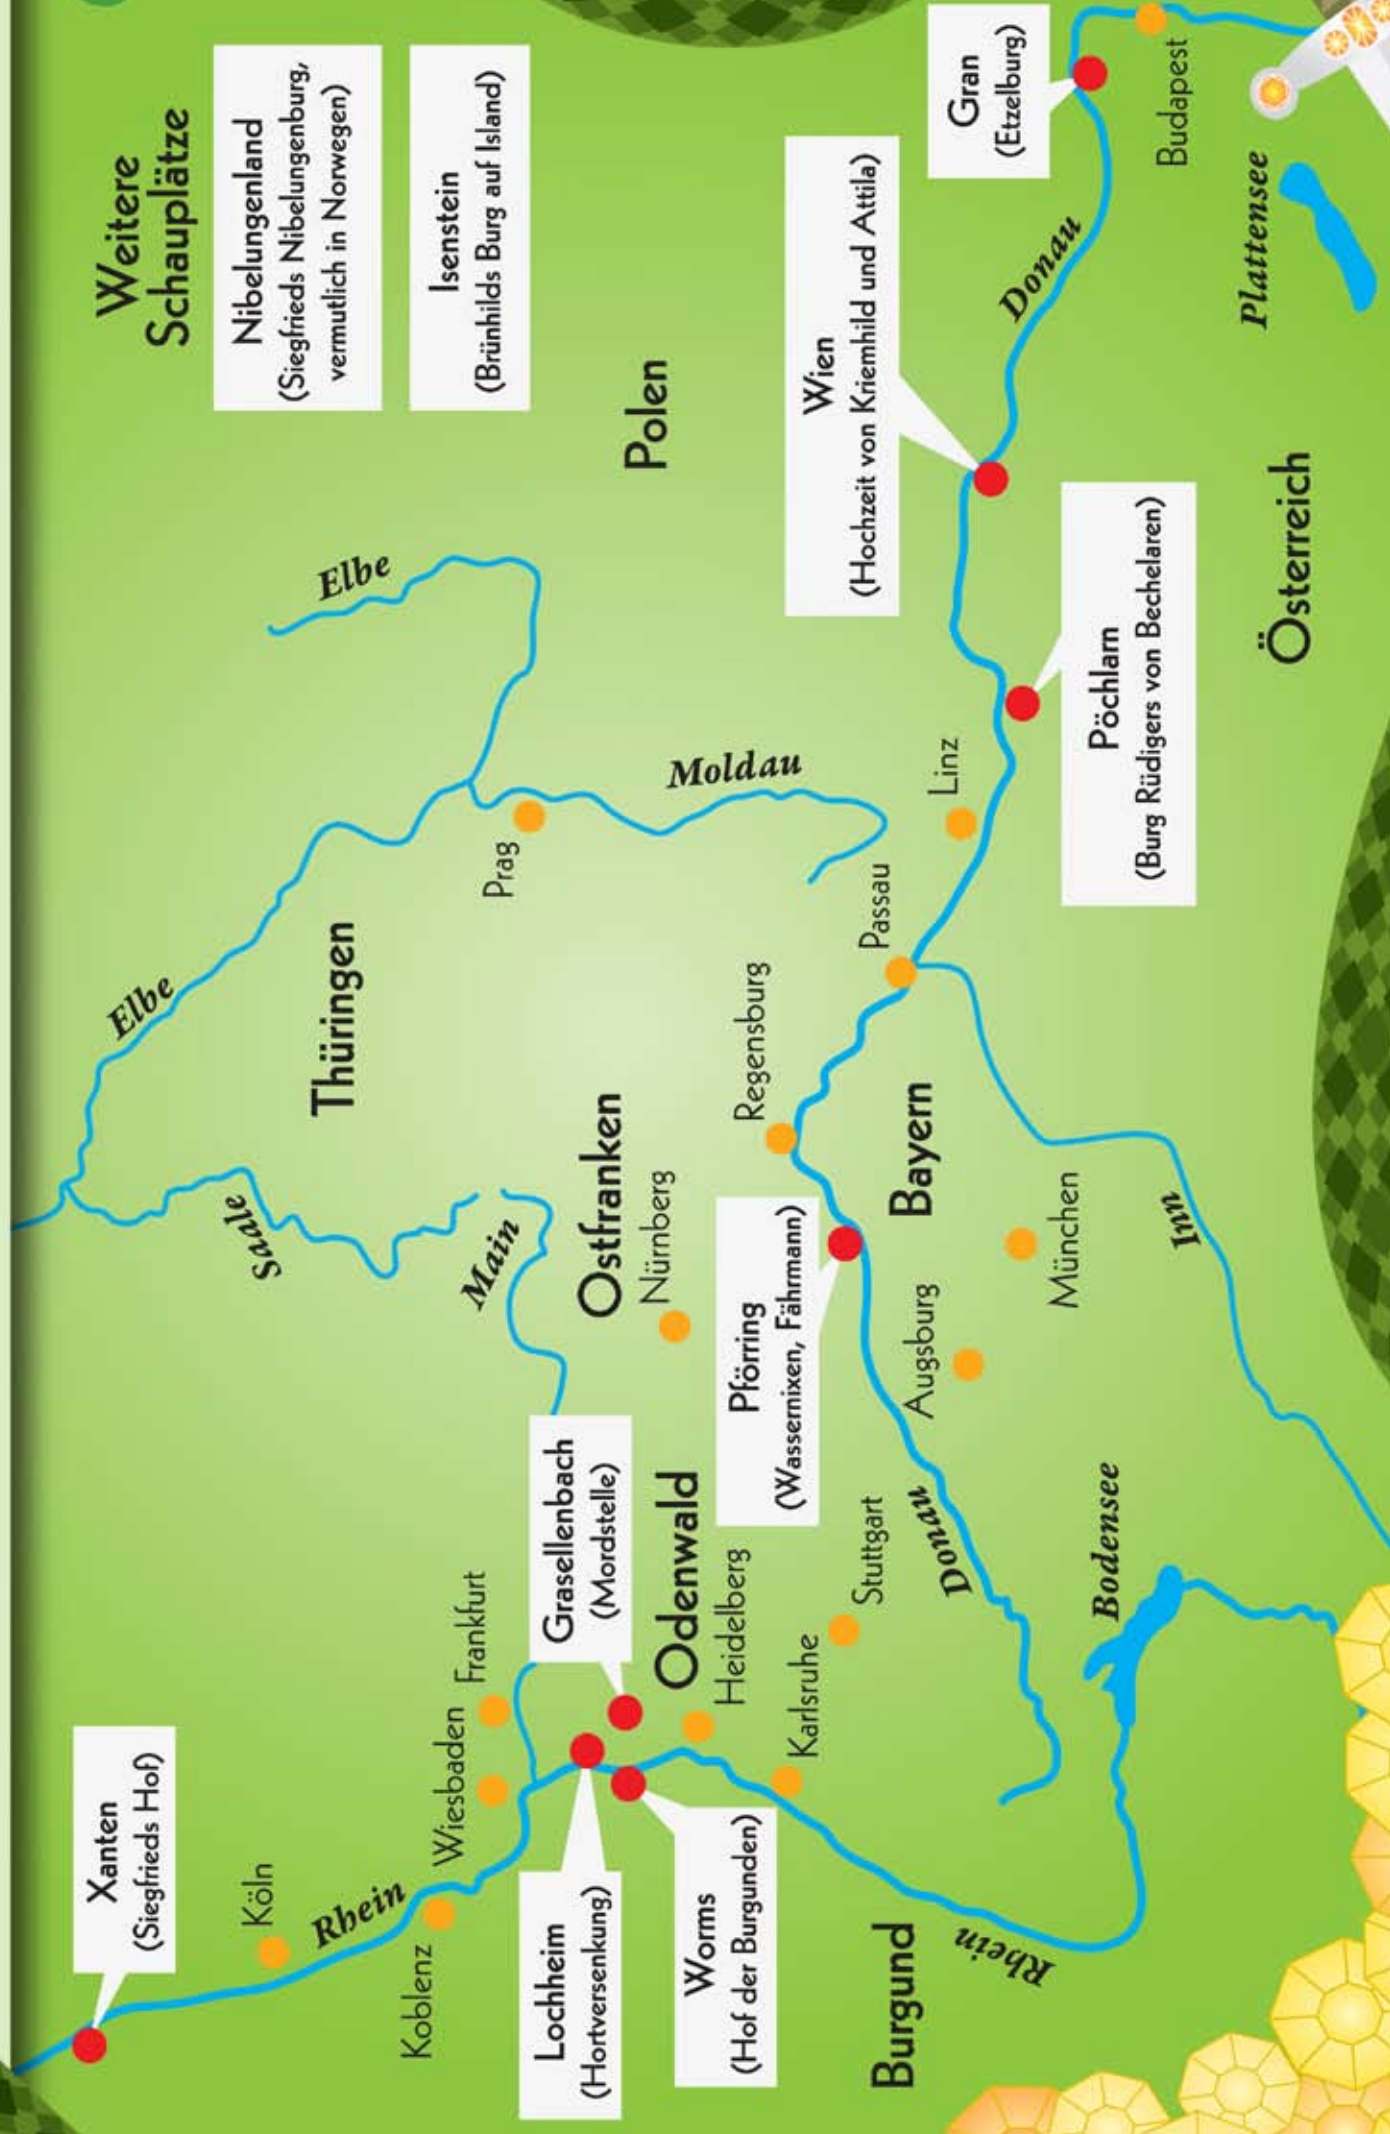 Weitere
Schauplätze
Nibelungenland
(Siegfrieds Nibelungenburg,
vermutlich in Norwegen)
Isenstein
(Brünhilds Burg auf Island)
Xanten
(Siegfrieds Hof)
Köln
Rhein
Koblenz
Wiesbaden
Frankfurt
Lochheim
(Hortversenkung)
Worms
(Hof der Burgunden)
Grasellenbach
(Mordstelle)
Odenwald
Heidelberg
Karlsruhe
Stuttgart
Burgund
Rhein
Bodensee
Elbe
Saale
Main
Thüringen
Ostfranken
Nürnberg
Pförring
(Wassernixen, Fährmann)
Regensburg
Bayern
Augsburg
München
Donau
Inn
Passau
Elbe
Prag
Moldau
Linz
Polen
Wien
(Hochzeit von Kriemhild und Attila)
Pöchlarn
(Burg Rüdigers von Bechelaren)
Österreich
Donau
Gran
(Etzelburg)
Budapest
Plattensee